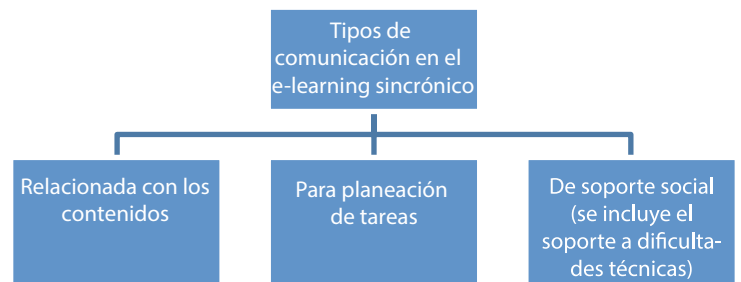 Tipos de
comunicación en el
e-learning sincrónico
Relacionada con los
contenidos
Para planeación
de tareas
De soporte social
(se incluye el
soporte a dificulta-
des técnicas)